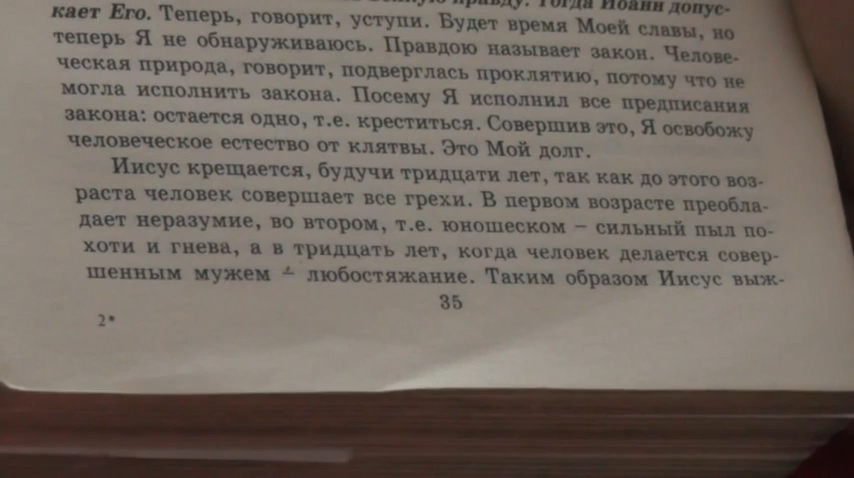 правду. Тогда Иоанн допус-
кает Его. Теперь, говорит, уступи. Будет время Моей славы, но
теперь Я не обнаруживаюсь. Правдою называет закон. Челове-
ческая природа, говорит, подверглась проклятию, потому что не
могла исполнить закона. Посему Я исполнил все предписания
закона: остается одно, т.е. креститься. Совершив это, Я освобожу
человеческое естество от клятвы. Это Мой долг.
Иисус крещается, будучи тридцати лет, так как до этого воз-
раста человек совершает все грехи. В первом возрасте преобла-
дает неразумие, во втором, т.е. юношеском – сильный пыл по-
хоти и гнева, а в тридцать лет, когда человек делается совер-
шенным мужем – любостяжание. Таким образом Иисус выж-
35
2*